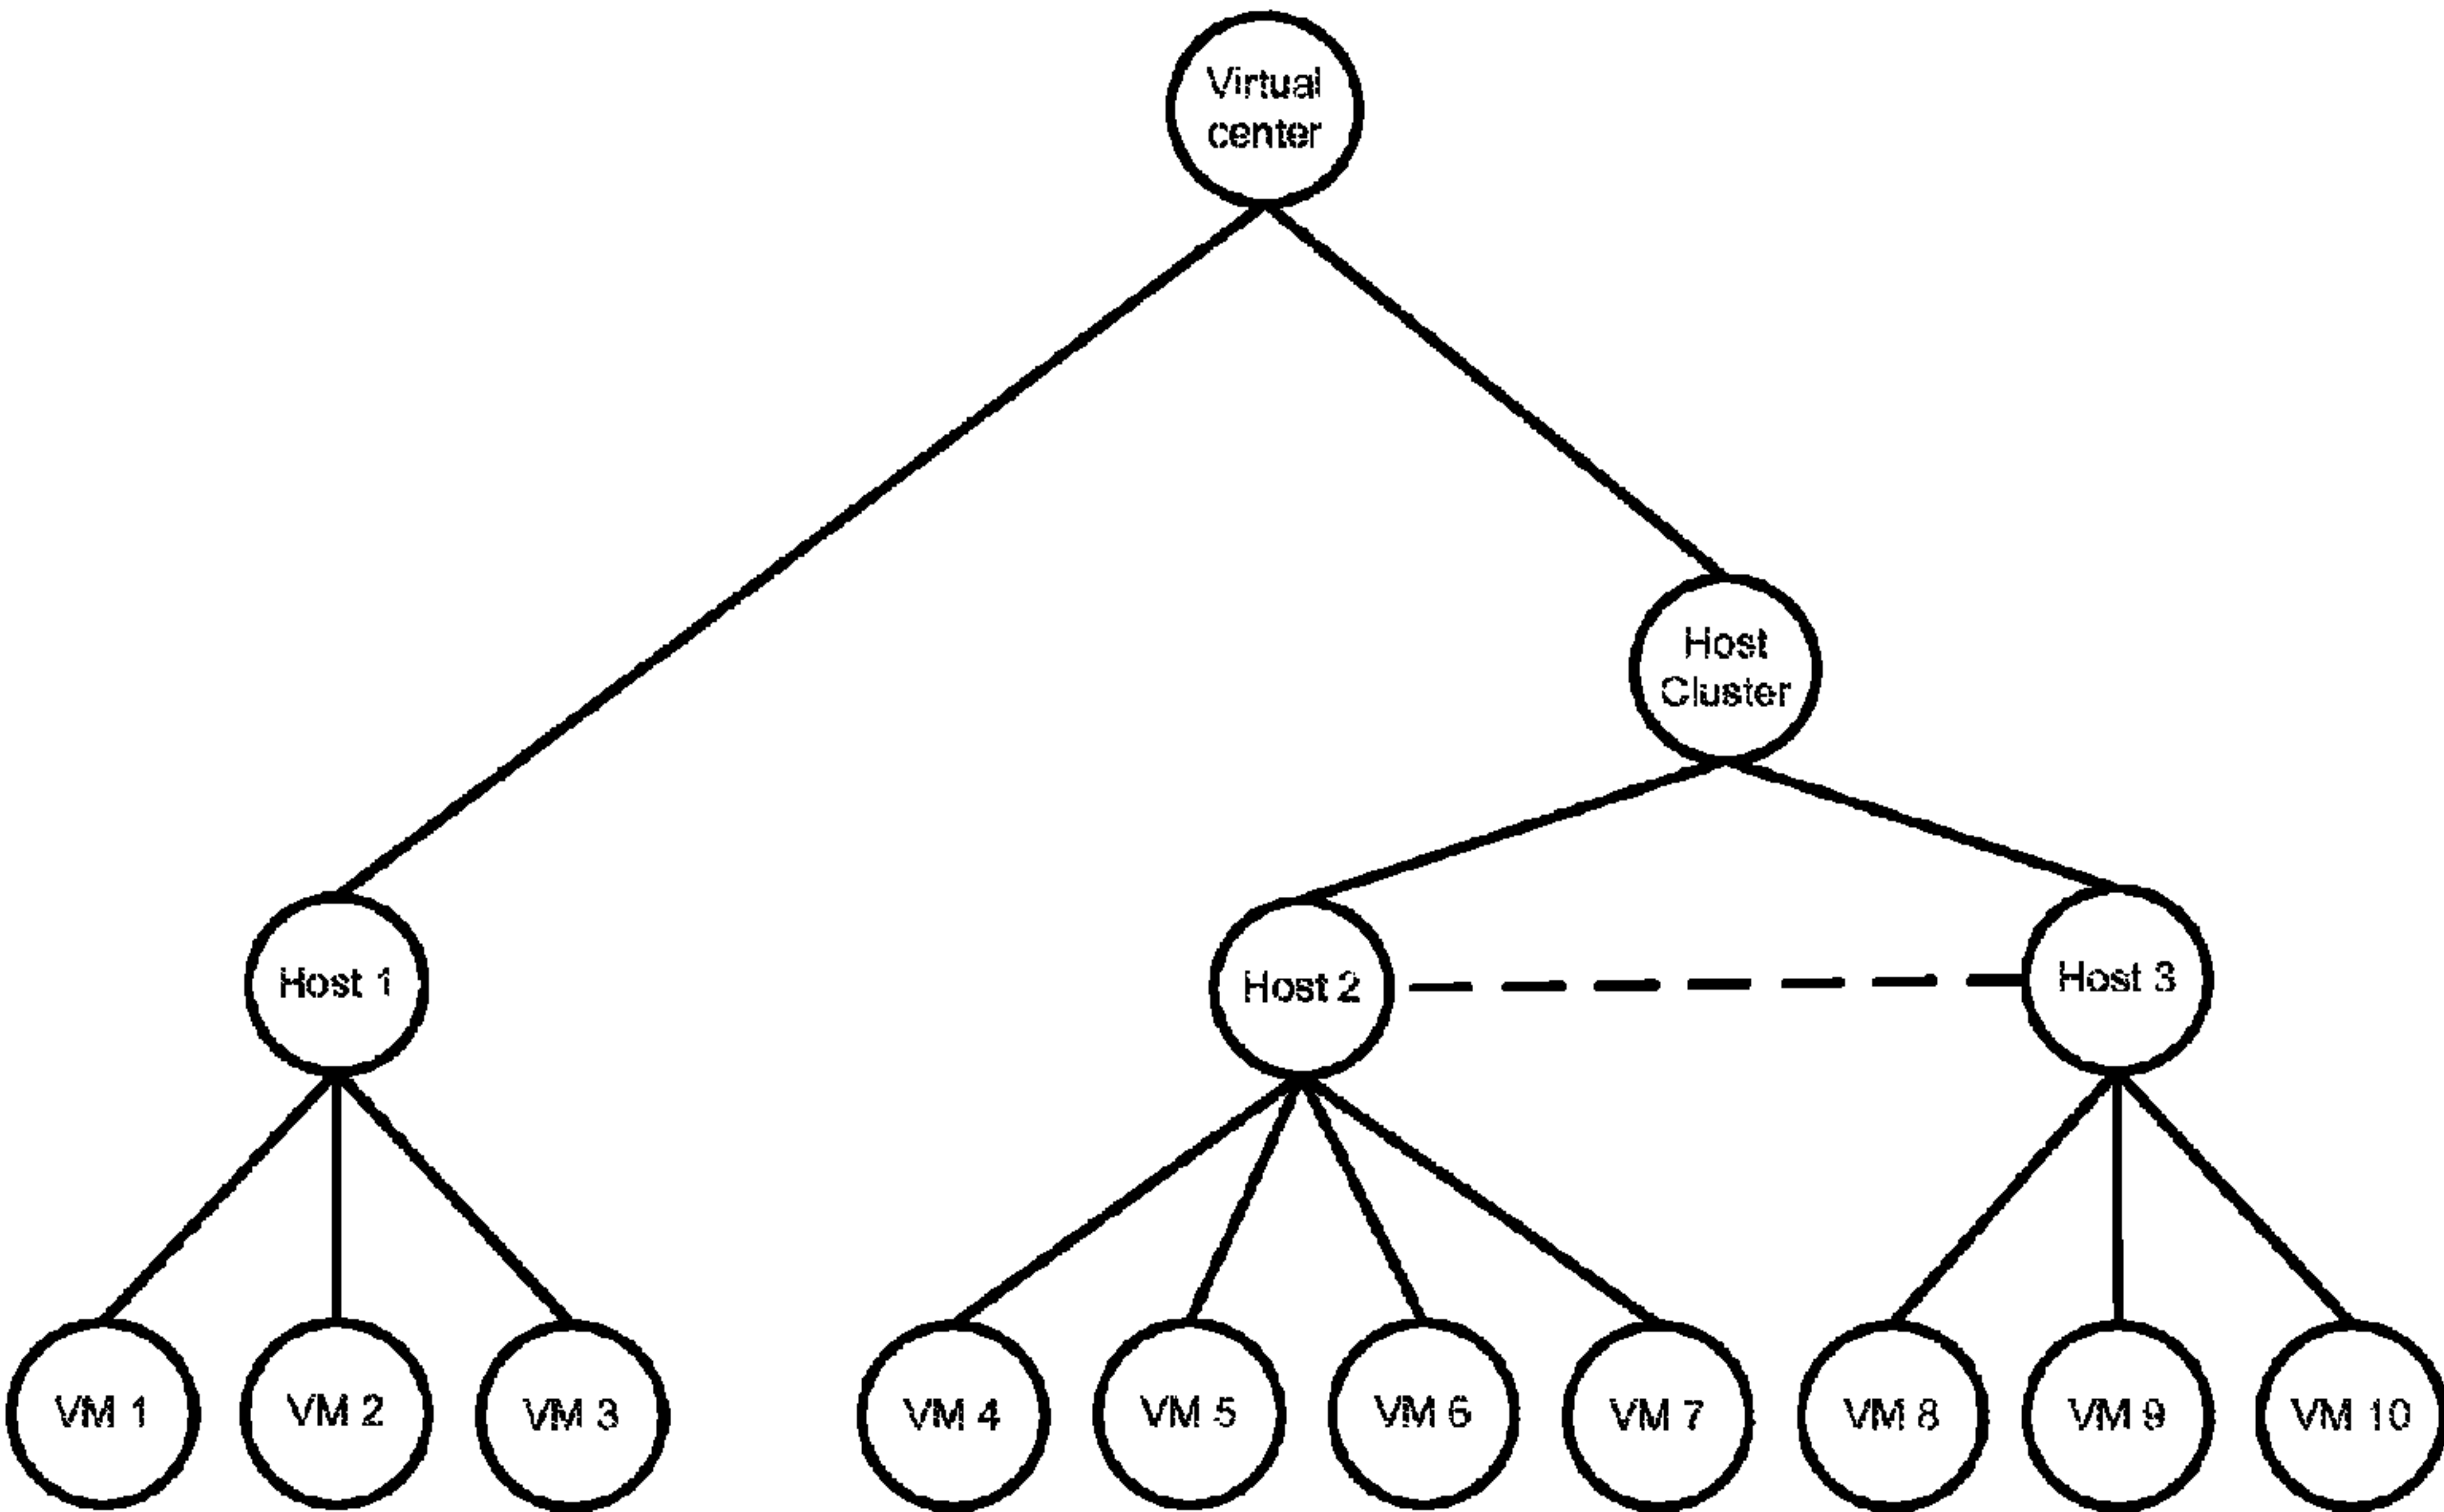 Virtual
center
Host
Cluster
Host 1
Host 2
Host 3
VM 1
VM 2
VM 3
VM 4
VM 5
VM 6
VM 7
VM 8
VM 9
VM 10